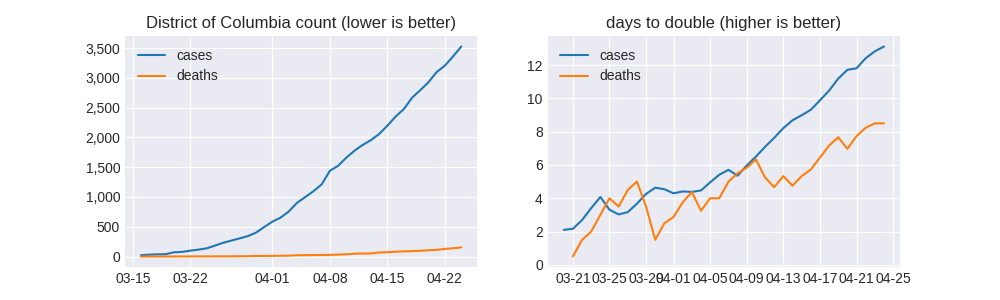 District of Columbia count (lower is better)
cases
deaths
3,500
3,000
2,500
2,000
1,500
1,000
500
0
03-15 03-22 04-01 04-08 04-15 04-22
days to double (higher is better)
cases
deaths
12
10
8
6
4
2
0
03-21 03-25 03-29 04-01 04-05 04-09 04-13 04-17 04-21 04-25